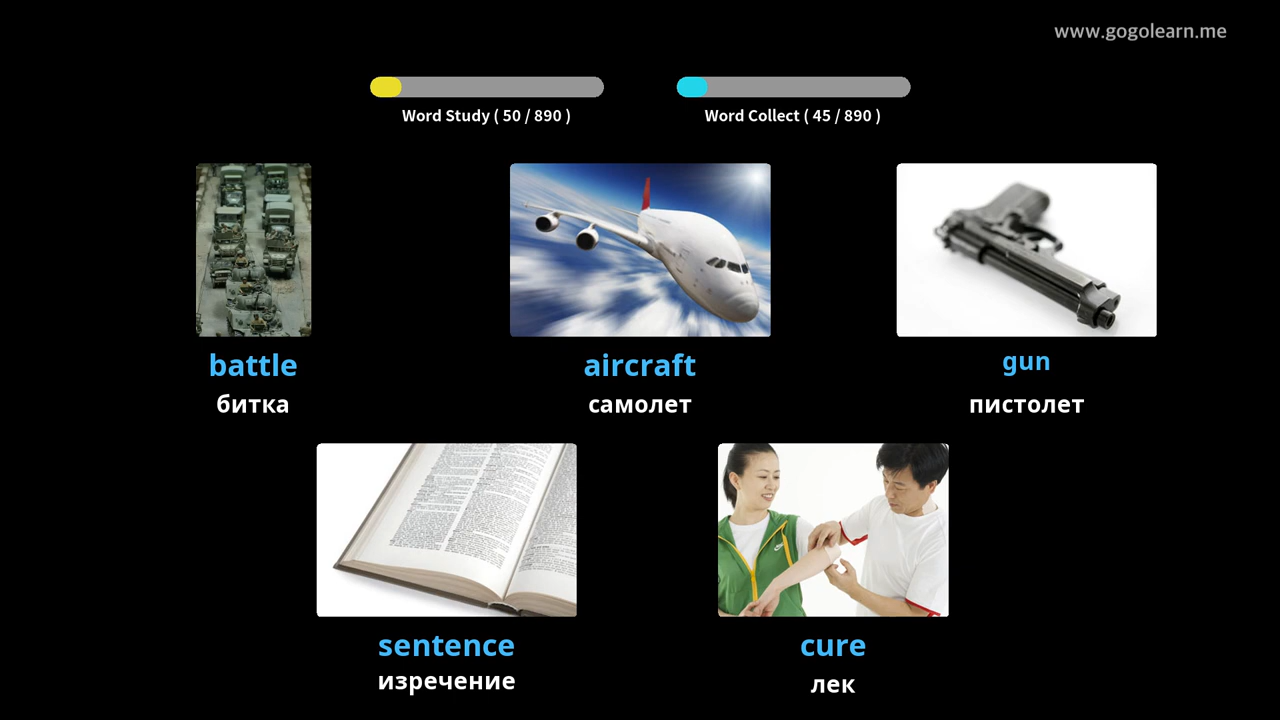 www.gogolearn.me
Word Study ( 50 / 890 )
Word Collect ( 45 / 890 )
battle
aircraft
gun
битка
самолет
пистолет
sentence
cure
изречение
лек